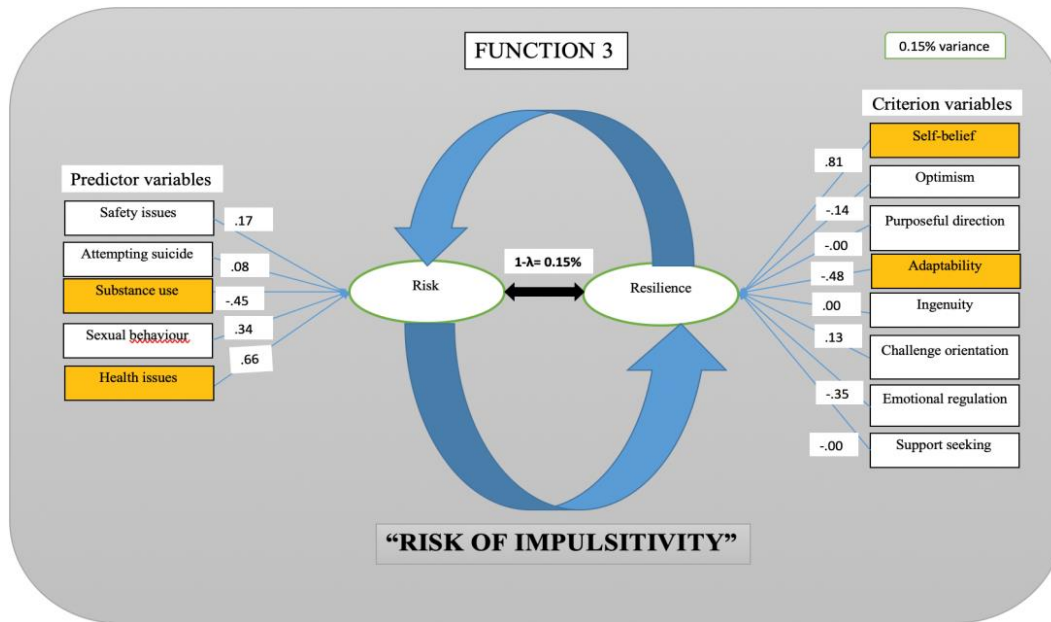 FUNCTION 3
0.15% variance
Predictor variables
Safety issues
.17
Attempting suicide
.08
Substance use
-.45
Sexual behaviour
.34
Health issues
.66
Risk
1-λ= 0.15%
Resilience
Criterion variables
Self-belief
.81
Optimism
-.14
Purposeful direction
-.00
Adaptability
-.48
Ingenuity
.00
Challenge orientation
.13
Emotional regulation
-.35
Support seeking
-.00
“RISK OF IMPULSITIVITY”